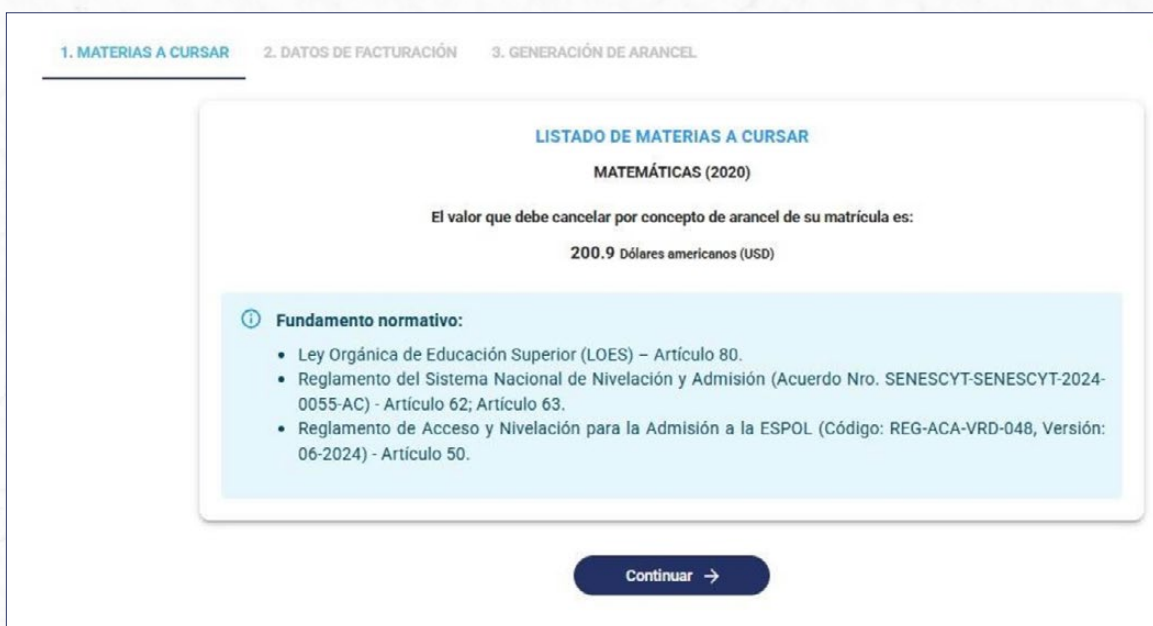 1. MATERIAS A CURSAR 2. DATOS DE FACTURACIÓN 3. GENERACIÓN DE ARANCEL
LISTADO DE MATERIAS A CURSAR
MATEMÁTICAS (2020)
El valor que debe cancelar por concepto de arancel de su matrícula es:
200.9 Dólares americanos (USD)
Fundamento normativo:
• Ley Orgánica de Educación Superior (LOES) – Artículo 80.
• Reglamento del Sistema Nacional de Nivelación y Admisión (Acuerdo Nro. SENESCYT-SENESCYT-2024-
0055-AC) - Artículo 62; Artículo 63.
• Reglamento de Acceso y Nivelación para la Admisión a la ESPOL (Código: REG-ACA-VRD-048, Versión:
06-2024) - Artículo 50.
Continuar →